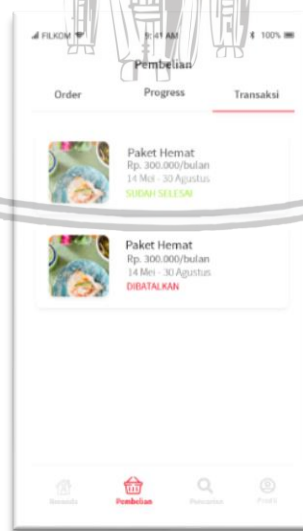 FILKOM 9:41 AM 100%
Pembelian
Order Progress Transaksi
Paket Hemat
Rp. 300.000/bulan
14 Mei - 30 Agustus
SUDAH SELESAI
Paket Hemat
Rp. 300.000/bulan
14 Mei - 30 Agustus
DIBATALKAN
Beranda Pembelian Pencarian Profil